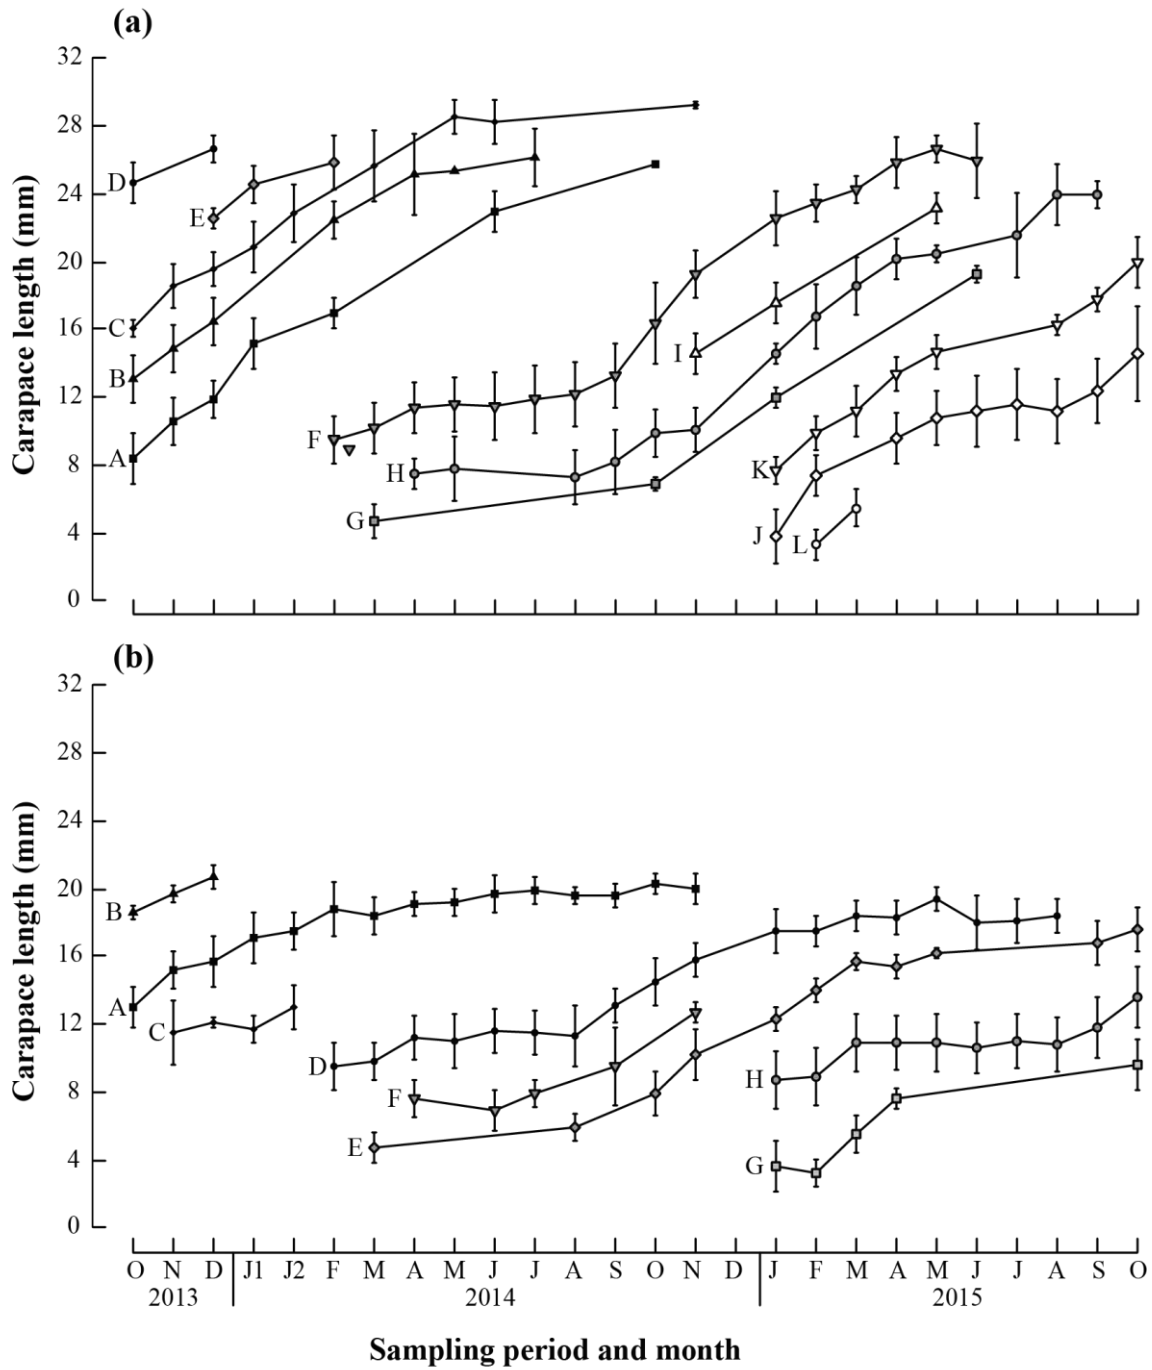 (a)
32
28
24
20
16
12
8
4
0
Carapace length (mm)
D
E
C
B
A
F
H
G
I
K
J
L
(b)
32
28
24
20
16
12
8
4
0
Carapace length (mm)
B
A
C
D
F
E
H
G
O N D J1 J2 F M A M J J A S O N D J F M A M J J A S O
2013 2014 2015
Sampling period and month